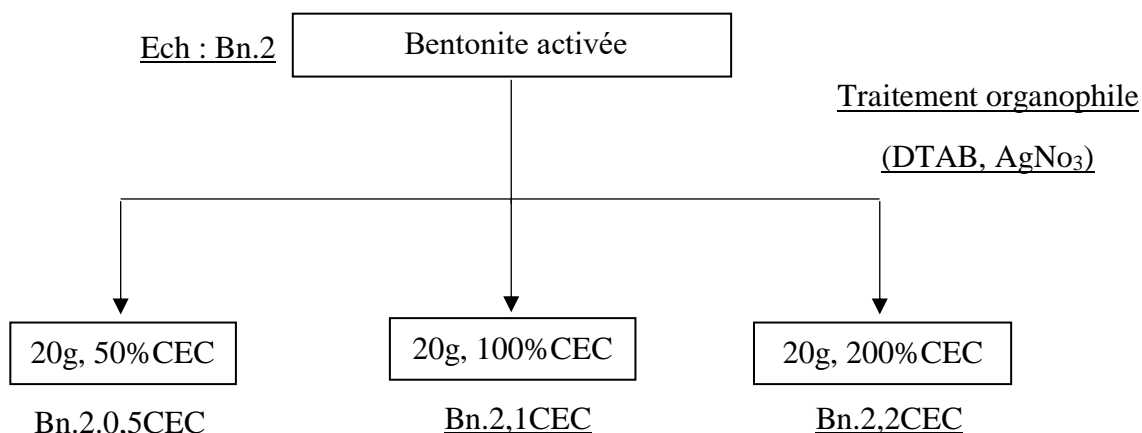 Ech : Bn.2
Bentonite activée
Traitement organophile
(DTAB, AgNo₃)
20g, 50%CEC
20g, 100%CEC
20g, 200%CEC
Bn.2.0,5CEC
Bn.2,1CEC
Bn.2,2CEC